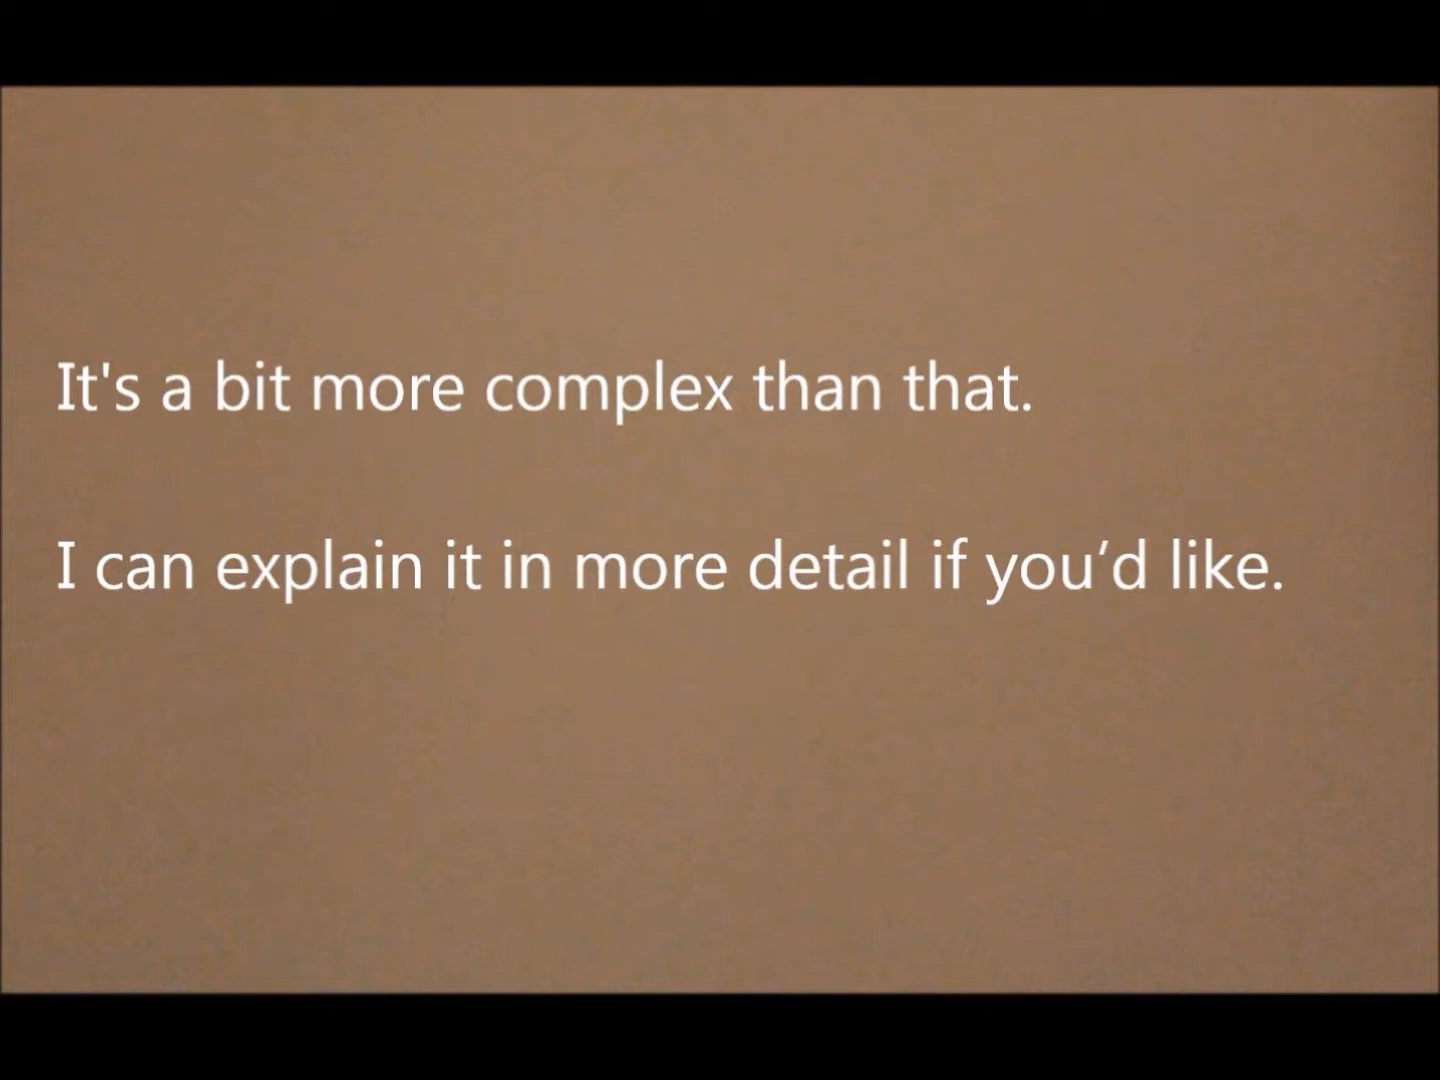 It's a bit more complex than that.
I can explain it in more detail if you’d like.